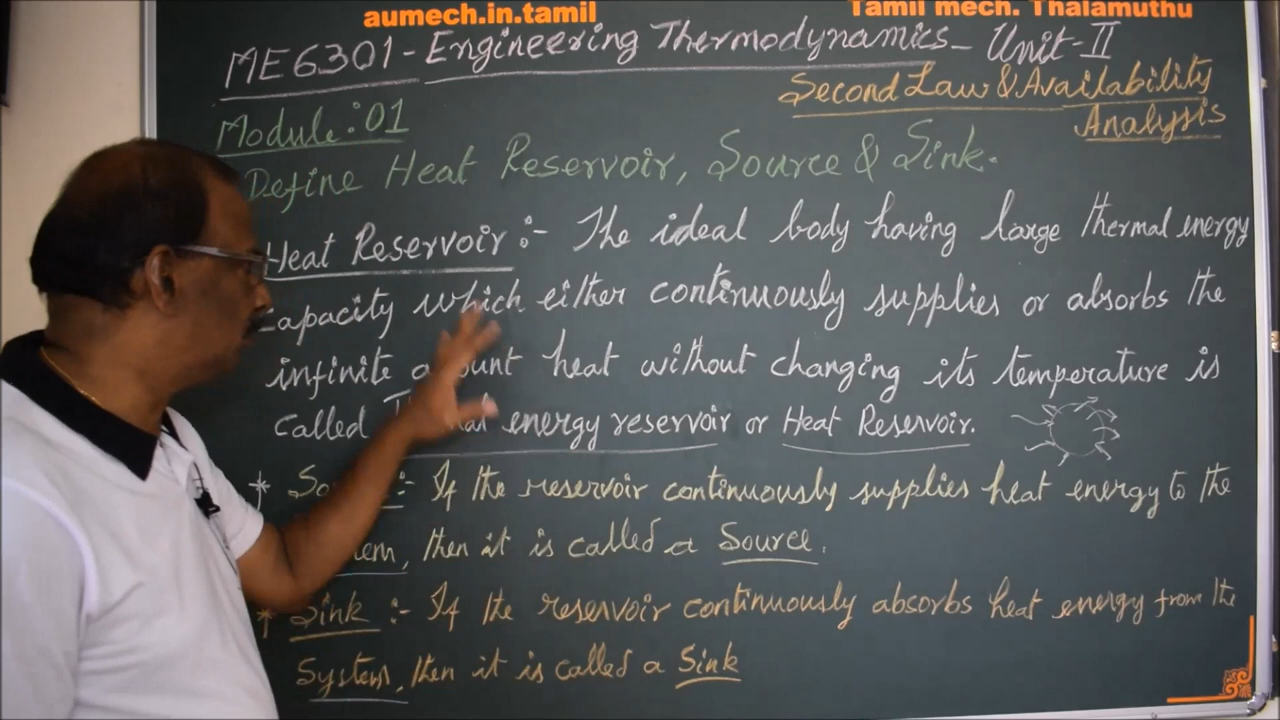 aumech.in.tamil
Tamil mech. Thalamuthu
ME6301 - Engineering Thermodynamics - Unit-II
Second Law & Availability
Analysis
Module:01
Define Heat Reservoir, Source & Sink.
Heat Reservoir :- The ideal body having large thermal energy
capacity which either continuously supplies or absorbs the
infinite amount heat without changing its temperature is
called energy reservoir or Heat Reservoir.
* :- If the reservoir continuously supplies heat energy to the
then it is called a Source.
* Sink :- If the reservoir continuously absorbs heat energy from the
System, then it is called a Sink